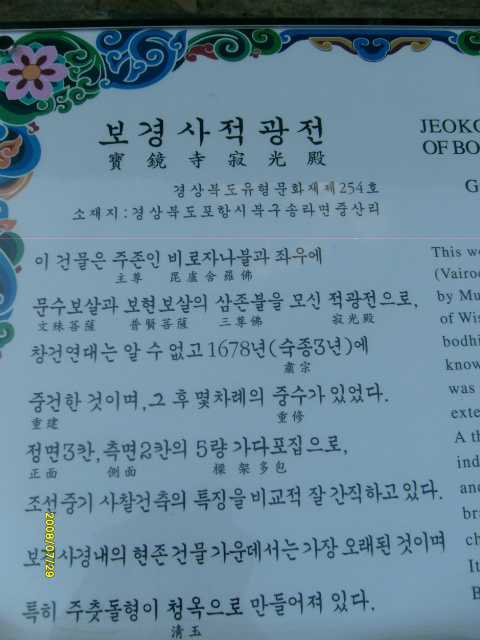 보경사적광전
寶鏡寺寂光殿
경상북도유형문화재제254호
소재지:경상북도포항시북구송라면중산리
이 건물은 주존인 비로자나불과 좌우에
主尊 毘盧舍羅佛
문수보살과 보현보살의 삼존불을 모신 적광전으로,
文殊菩薩 普賢菩薩 三尊佛 寂光殿
창건연대는 알 수 없고 1678년(숙종3년)에
肅宗
중건한 것이며, 그 후 몇차례의 중수가 있었다.
重建 重修
정면3칸, 측면2칸의 5량 가다포집으로,
正面 側面 樑 架多包
조선중기 사찰건축의 특징을 비교적 잘 간직하고 있다.
사경내의 현존 건물 가운데서는 가장 오래된 것이며
특히 주춧돌형이 청옥으로 만들어져 있다.
清玉
JEOKO
OF BO
G
This we
(Vairoc
by Mu
of Wis
bodhi
know
was
exte
A th
ind
and
bra
ch
It
B
2008/07/29